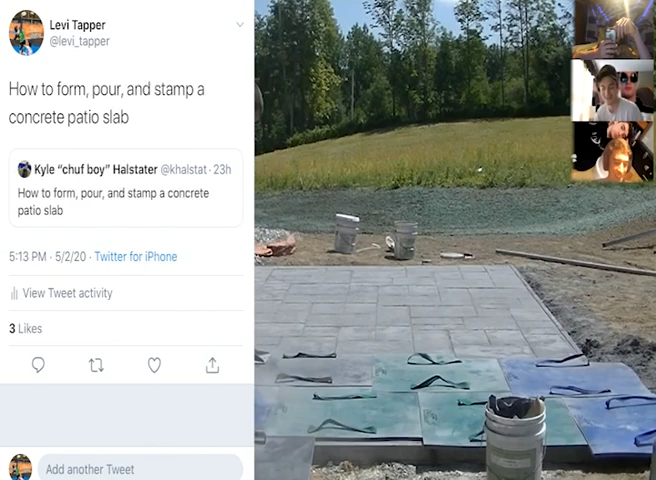 Levi Tapper
@levi_tapper
How to form, pour, and stamp a
concrete patio slab
Kyle “chuf boy” Halstater @khalstat · 23h
How to form, pour, and stamp a concrete
patio slab
5:13 PM · 5/2/20 · Twitter for iPhone
View Tweet activity
3 Likes
Add another Tweet